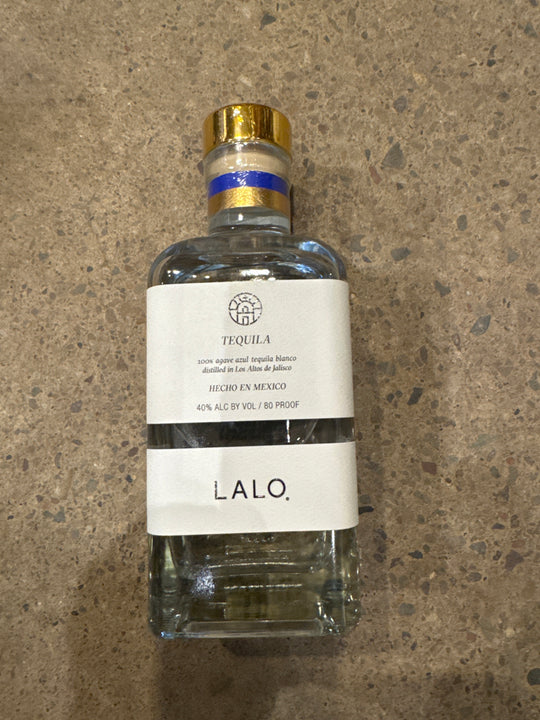 TEQUILA
100% agave azul tequila blanco
distilled in Los Altos de Jalisco
HECHO EN MEXICO
40% ALC BY VOL / 80 PROOF
LALO.